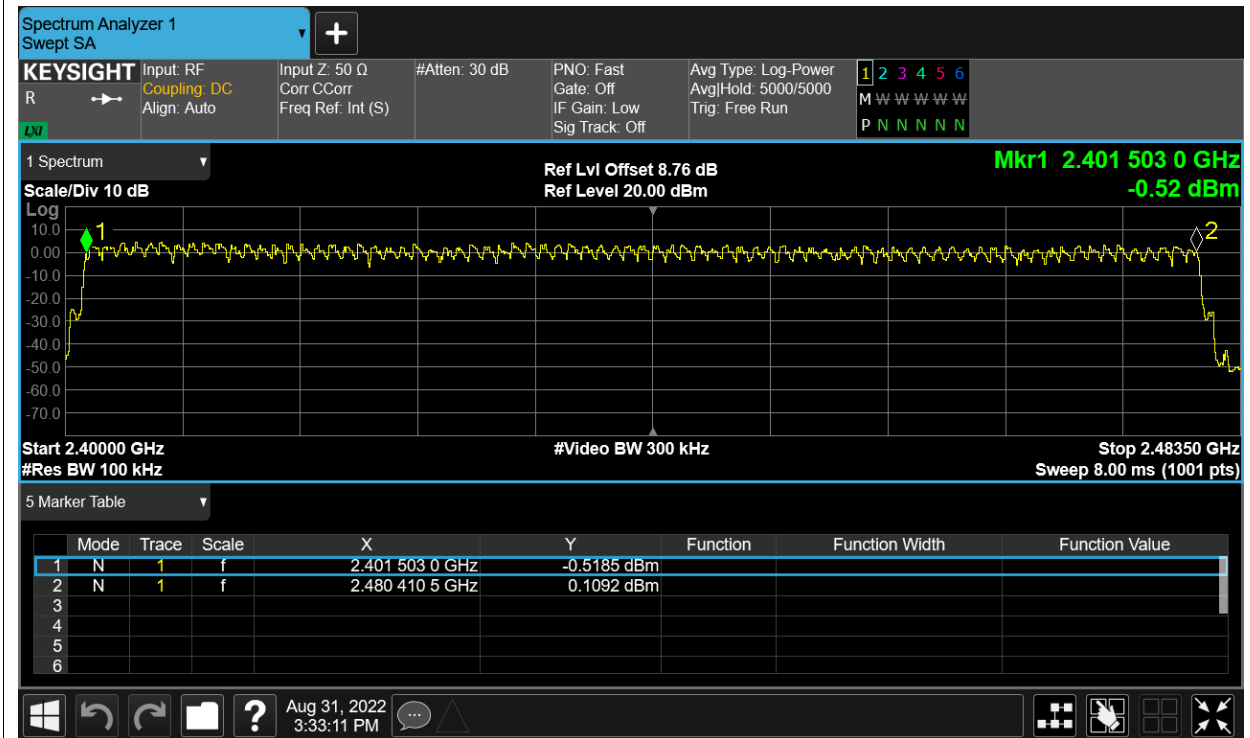 Spectrum Analyzer 1
Swept SA
KEYSIGHT
R
LXI
Input: RF
Coupling: DC
Align: Auto
Input Z: 50 Ω
Corr CCorr
Freq Ref: Int (S)
#Atten: 30 dB
PNO: Fast
Gate: Off
IF Gain: Low
Sig Track: Off
Avg Type: Log-Power
Avg|Hold: 5000/5000
Trig: Free Run
1 2 3 4 5 6
M W W W W W
P N N N N N
1 Spectrum
Scale/Div 10 dB
Ref Lvl Offset 8.76 dB
Ref Level 20.00 dBm
Mkr1 2.401 503 0 GHz
-0.52 dBm
Log
10.0
0.00
-10.0
-20.0
-30.0
-40.0
-50.0
-60.0
-70.0
1
2
Start 2.40000 GHz
#Res BW 100 kHz
#Video BW 300 kHz
Stop 2.48350 GHz
Sweep 8.00 ms (1001 pts)
5 Marker Table
Mode Trace Scale X Y Function Function Width Function Value
1 N 1 f 2.401 503 0 GHz -0.5185 dBm
2 N 1 f 2.480 410 5 GHz 0.1092 dBm
3
4
5
6
?
Aug 31, 2022
3:33:11 PM